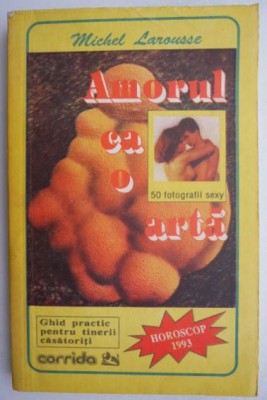 Michel Larousse
Amorul
ca
o
artă
50 fotografii sexy
Ghid practic
pentru tinerii
căsătoriți
corrida
HOROSCOP
1993